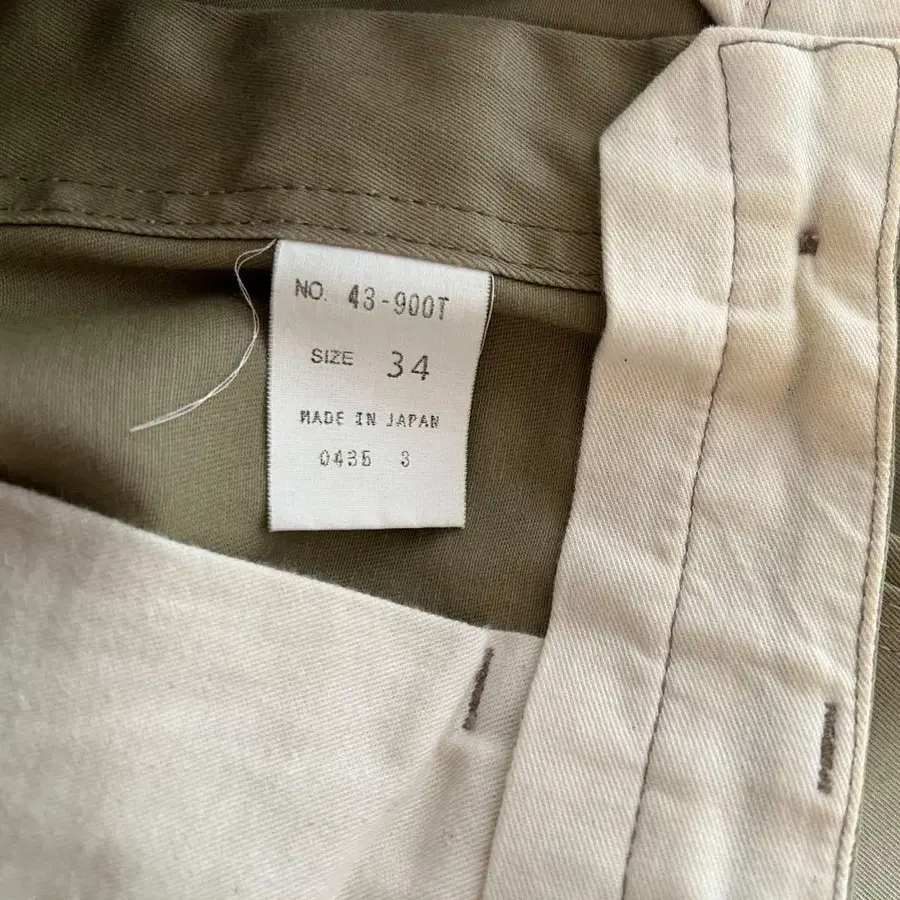 NO. 43-900T
SIZE 34
MADE IN JAPAN
0435 3